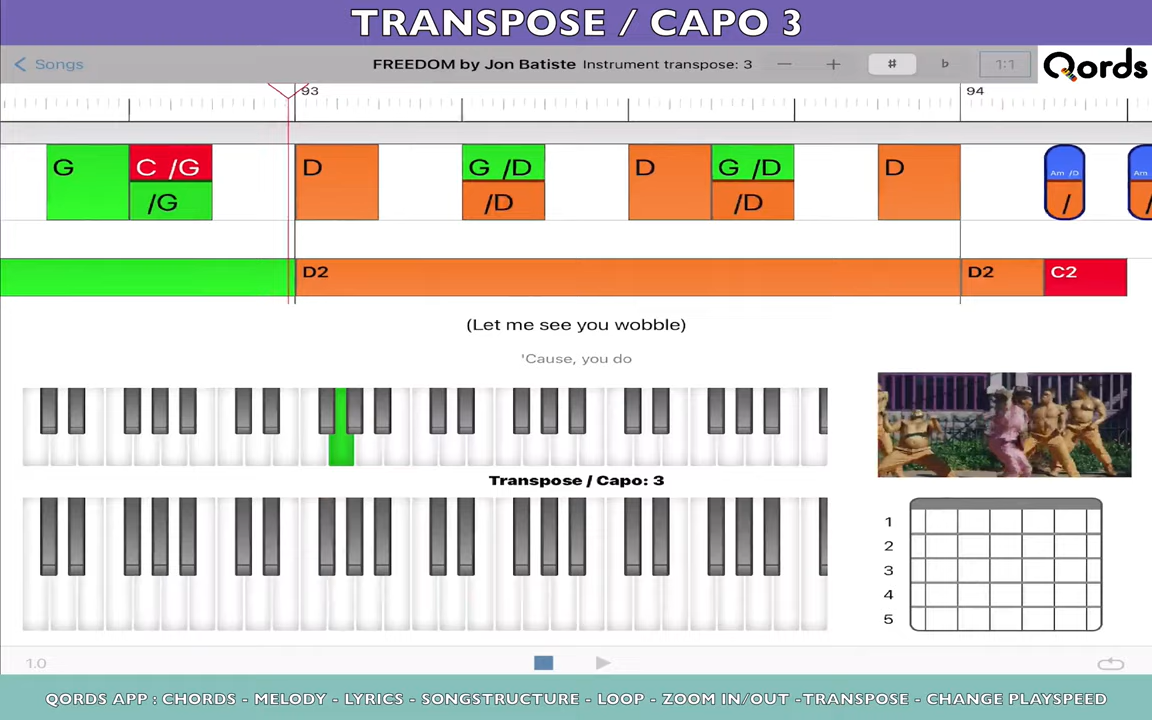 TRANSPOSE / CAPO 3
Songs
FREEDOM by Jon Batiste Instrument transpose: 3 — + # b 1:1
Qords
93 94
G C /G D G /D D G /D D Am /D Am
/G /D /D / /
D2 D2 C2
(Let me see you wobble)
'Cause, you do
Transpose / Capo: 3
1
2
3
4
5
1.0
QORDS APP : CHORDS - MELODY - LYRICS - SONGSTRUCTURE - LOOP - ZOOM IN/OUT -TRANSPOSE - CHANGE PLAYSPEED